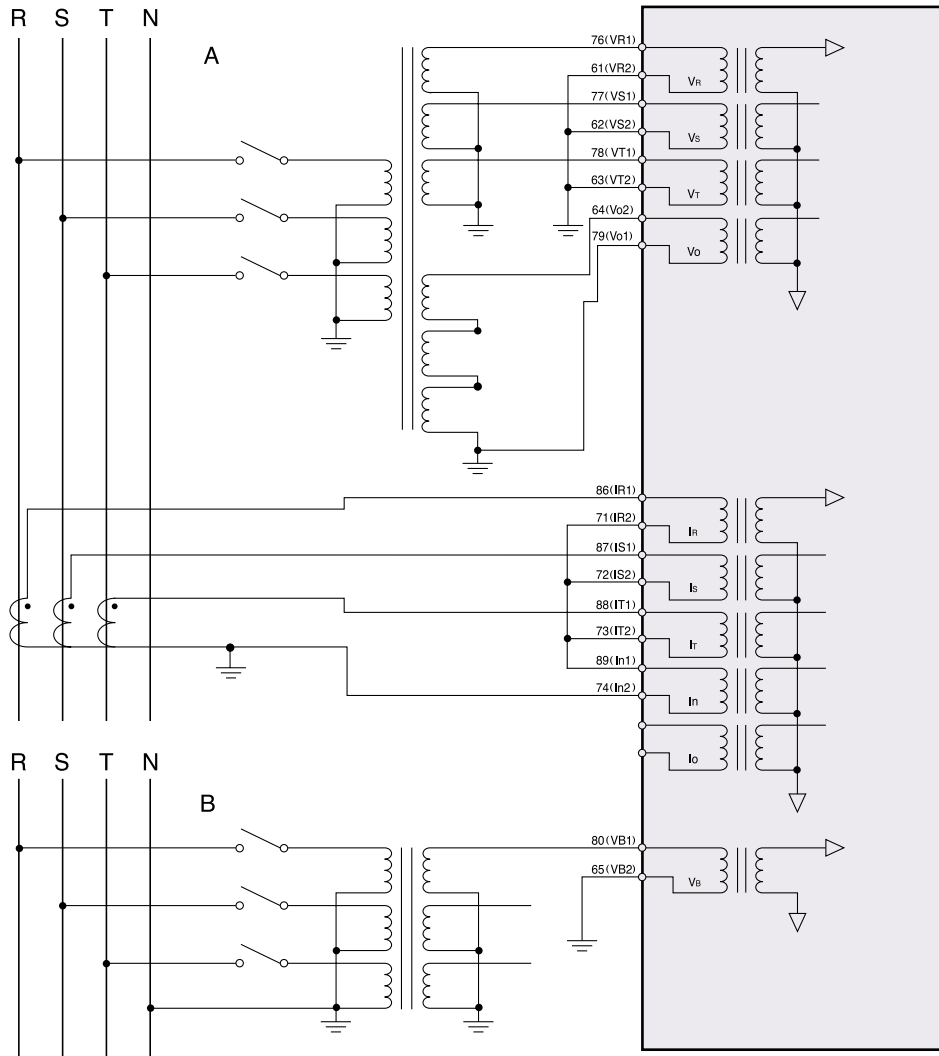 R S T N
A
76(VR1)
61(VR2)
VR
77(VS1)
62(VS2)
VS
78(VT1)
63(VT2)
VT
64(Vo2)
79(Vo1)
Vo
86(IR1)
71(IR2)
IR
87(IS1)
72(IS2)
Is
88(IT1)
73(IT2)
IT
89(In1)
74(In2)
In
Io
R S T N
B
80(VB1)
65(VB2)
VB